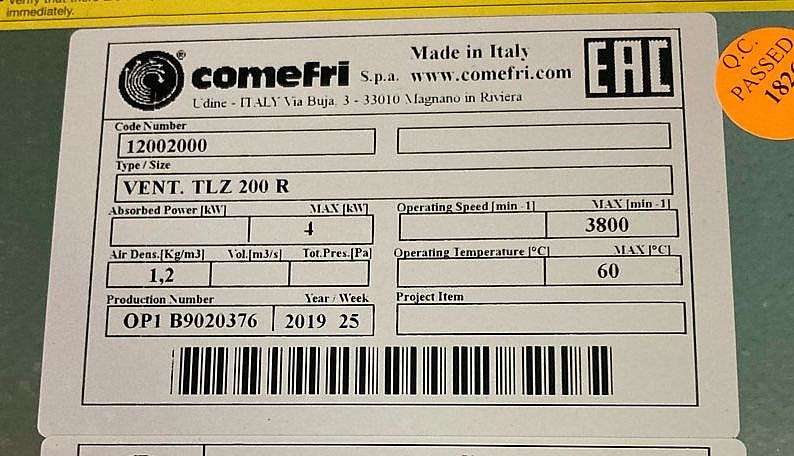 immediately.
comefri ® S.p.a.
Made in Italy
www.comefri.com
EAC
Udine - ITALY Via Buja, 3 - 33010 Magnano in Riviera
Q.C.
PASSED
Code Number
12002000
Type / Size
VENT. TLZ 200 R
Absorbed Power [kW] MAX [kW] Operating Speed [min -1] MAX [min -1]
4 3800
Air Dens.[Kg/m3] Vol.[m3/s] Tot.Pres.[Pa] Operating Temperature [°C] MAX [°C]
1,2 60
Production Number Year / Week Project Item
OP1 B9020376 2019 25